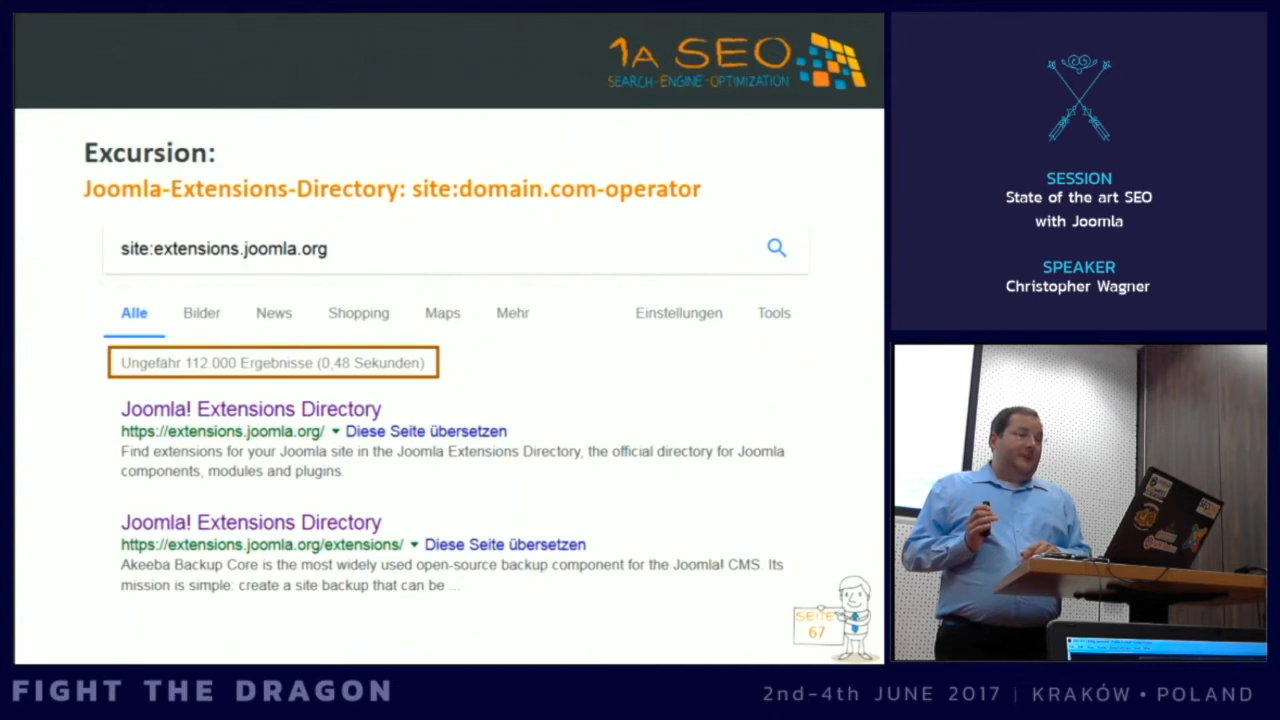 1A SEO
SEARCH-ENGINE-OPTIMIZATION
Excursion:
Joomla-Extensions-Directory: site:domain.com-operator
site:extensions.joomla.org
Alle Bilder News Shopping Maps Mehr Einstellungen Tools
Ungefähr 112.000 Ergebnisse (0,48 Sekunden)
Joomla! Extensions Directory
https://extensions.joomla.org/ Diese Seite übersetzen
Find extensions for your Joomla site in the Joomla Extensions Directory, the official directory for Joomla
components, modules and plugins.
Joomla! Extensions Directory
https://extensions.joomla.org/extensions/ Diese Seite übersetzen
Akeeba Backup Core is the most widely used open-source backup component for the Joomla! CMS. Its
mission is simple: create a site backup that can be ...
SEITE
67
SESSION
State of the art SEO
with Joomla
SPEAKER
Christopher Wagner
FIGHT THE DRAGON
2nd-4th JUNE 2017 | KRAKÓW • POLAND